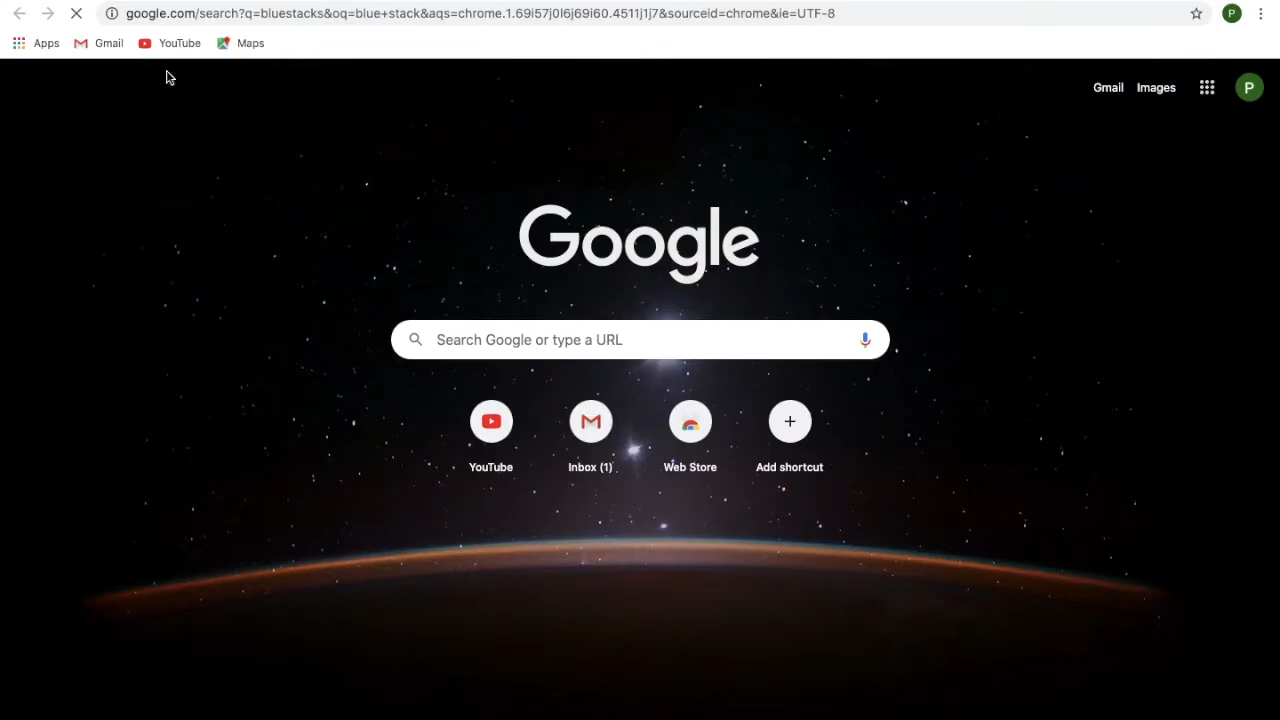 google.com/search?q=bluestacks&oq=blue+stack&aqs=chrome.1.69i57j0l6j69i60.4511j1j7&sourceid=chrome&ie=UTF-8
P
Apps
Gmail
YouTube
Maps
Gmail
Images
P
Google
Search Google or type a URL
YouTube
Inbox (1)
Web Store
Add shortcut